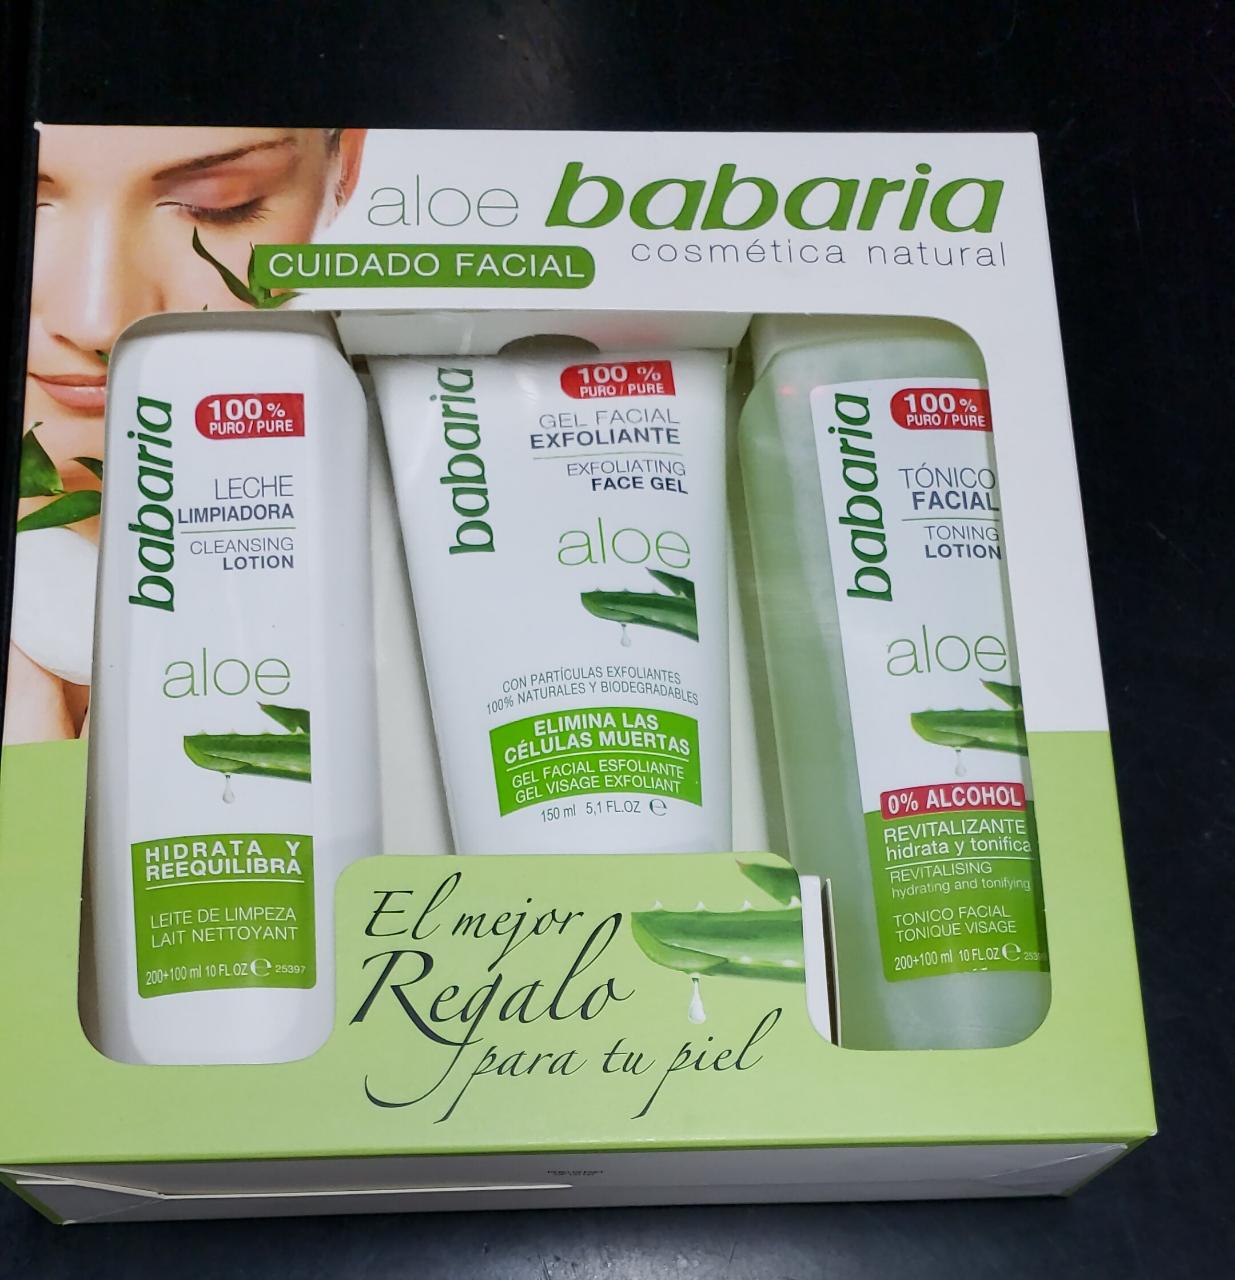 aloe babaria
cosmética natural
CUIDADO FACIAL
babaria
100%
PURO / PURE
LECHE
LIMPIADORA
CLEANSING
LOTION
aloe
HIDRATA Y
REEQUILIBRA
LEITE DE LIMPEZA
LAIT NETTOYANT
200+100 ml 10 FL OZ e 25397
babaria
100 %
PURO / PURE
GEL FACIAL
EXFOLIANTE
EXFOLIATING
FACE GEL
aloe
CON PARTÍCULAS EXFOLIANTES
100% NATURALES Y BIODEGRADABLES
ELIMINA LAS
CÉLULAS MUERTAS
GEL FACIAL ESFOLIANTE
GEL VISAGE EXFOLIANT
150 ml 5,1 FL.OZ e
babaria
100%
PURO / PURE
TÓNICO
FACIAL
TONING
LOTION
aloe
0% ALCOHOL
REVITALIZANTE
hidrata y tonifica
REVITALISING
hydrating and tonifying
TONICO FACIAL
TONIQUE VISAGE
200+100 ml 10 FL.OZ e
El mejor
Regalo
para tu piel